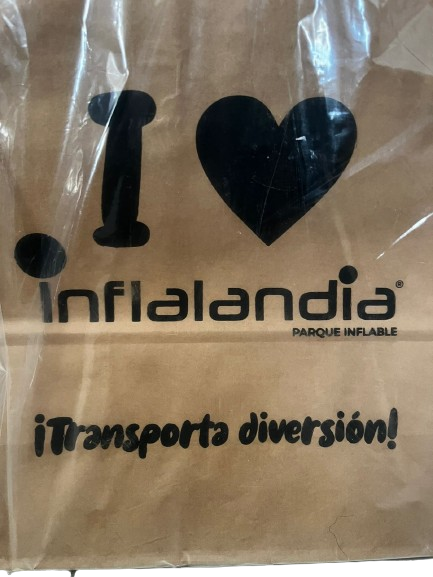 I ♥
inflalandia®
PARQUE INFLABLE
¡Transporta diversión!